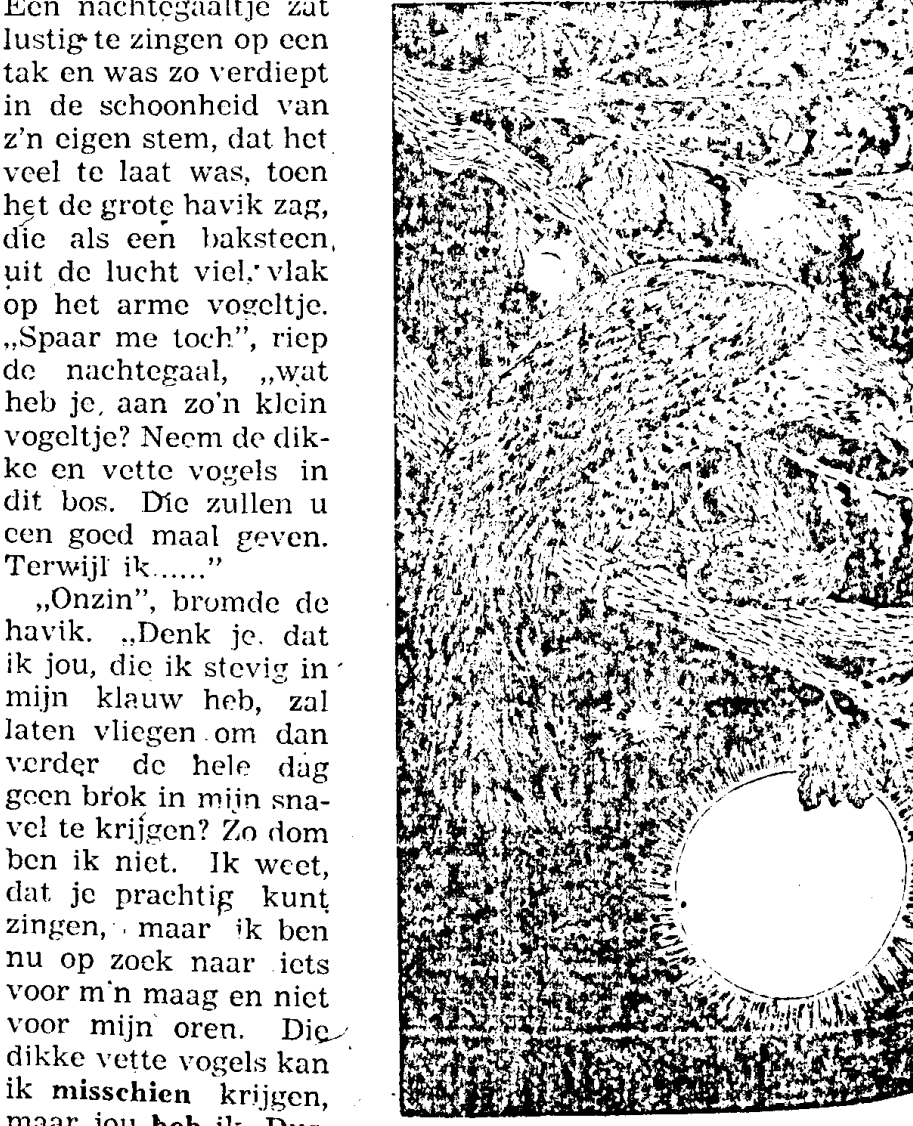 Een nachtegaaltje zat
lustig te zingen op een
tak en was zo verdiept
in de schoonheid van
z'n eigen stem, dat het
veel te laat was, toen
het de grote havik zag,
die als een baksteen
uit de lucht viel, vlak
op het arme vogeltje.
„Spaar me toch”, riep
de nachtegaal, „wat
heb je aan zo'n klein
vogeltje? Neem de dik-
ke en vette vogels in
dit bos. Die zullen u
een goed maal geven.
Terwijl ik......”
„Onzin”, bromde de
havik. „Denk je dat
ik jou, die ik stevig in
mijn klauw heb, zal
laten vliegen om dan
verder de hele dag
geen brok in mijn sna-
vel te krijgen? Zo dom
ben ik niet. Ik weet,
dat je prachtig kunt
zingen, maar ik ben
nu op zoek naar iets
voor m'n maag en niet
voor mijn oren. Die
dikke vette vogels kan
ik misschien krijgen,
maar jou heb ik. Dus